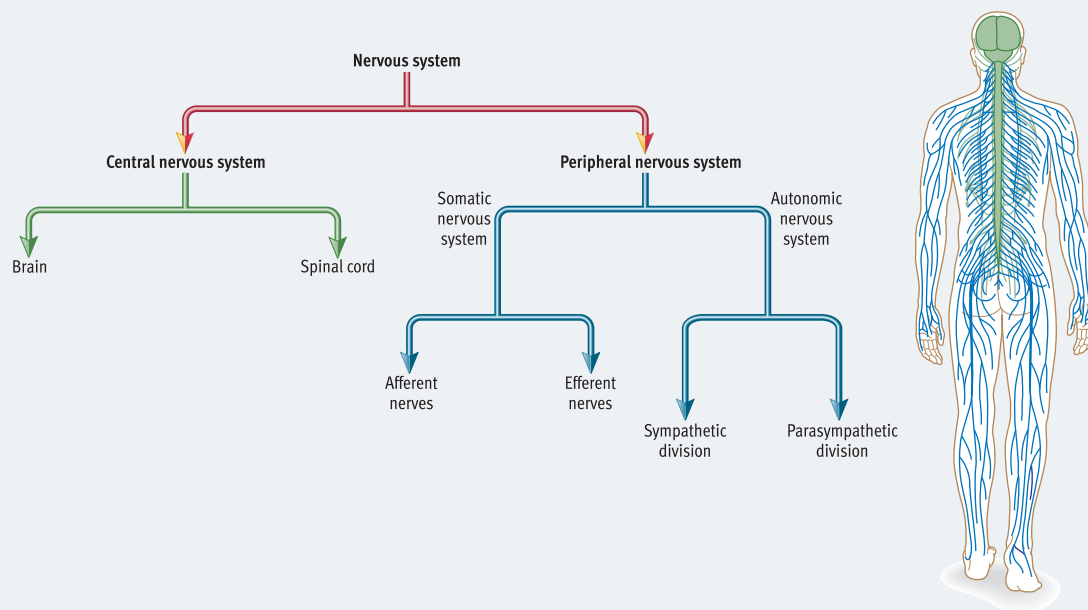 Nervous system
Central nervous system
Peripheral nervous system
Somatic
nervous
system
Autonomic
nervous
system
Brain
Spinal cord
Afferent
nerves
Efferent
nerves
Sympathetic
division
Parasympathetic
division